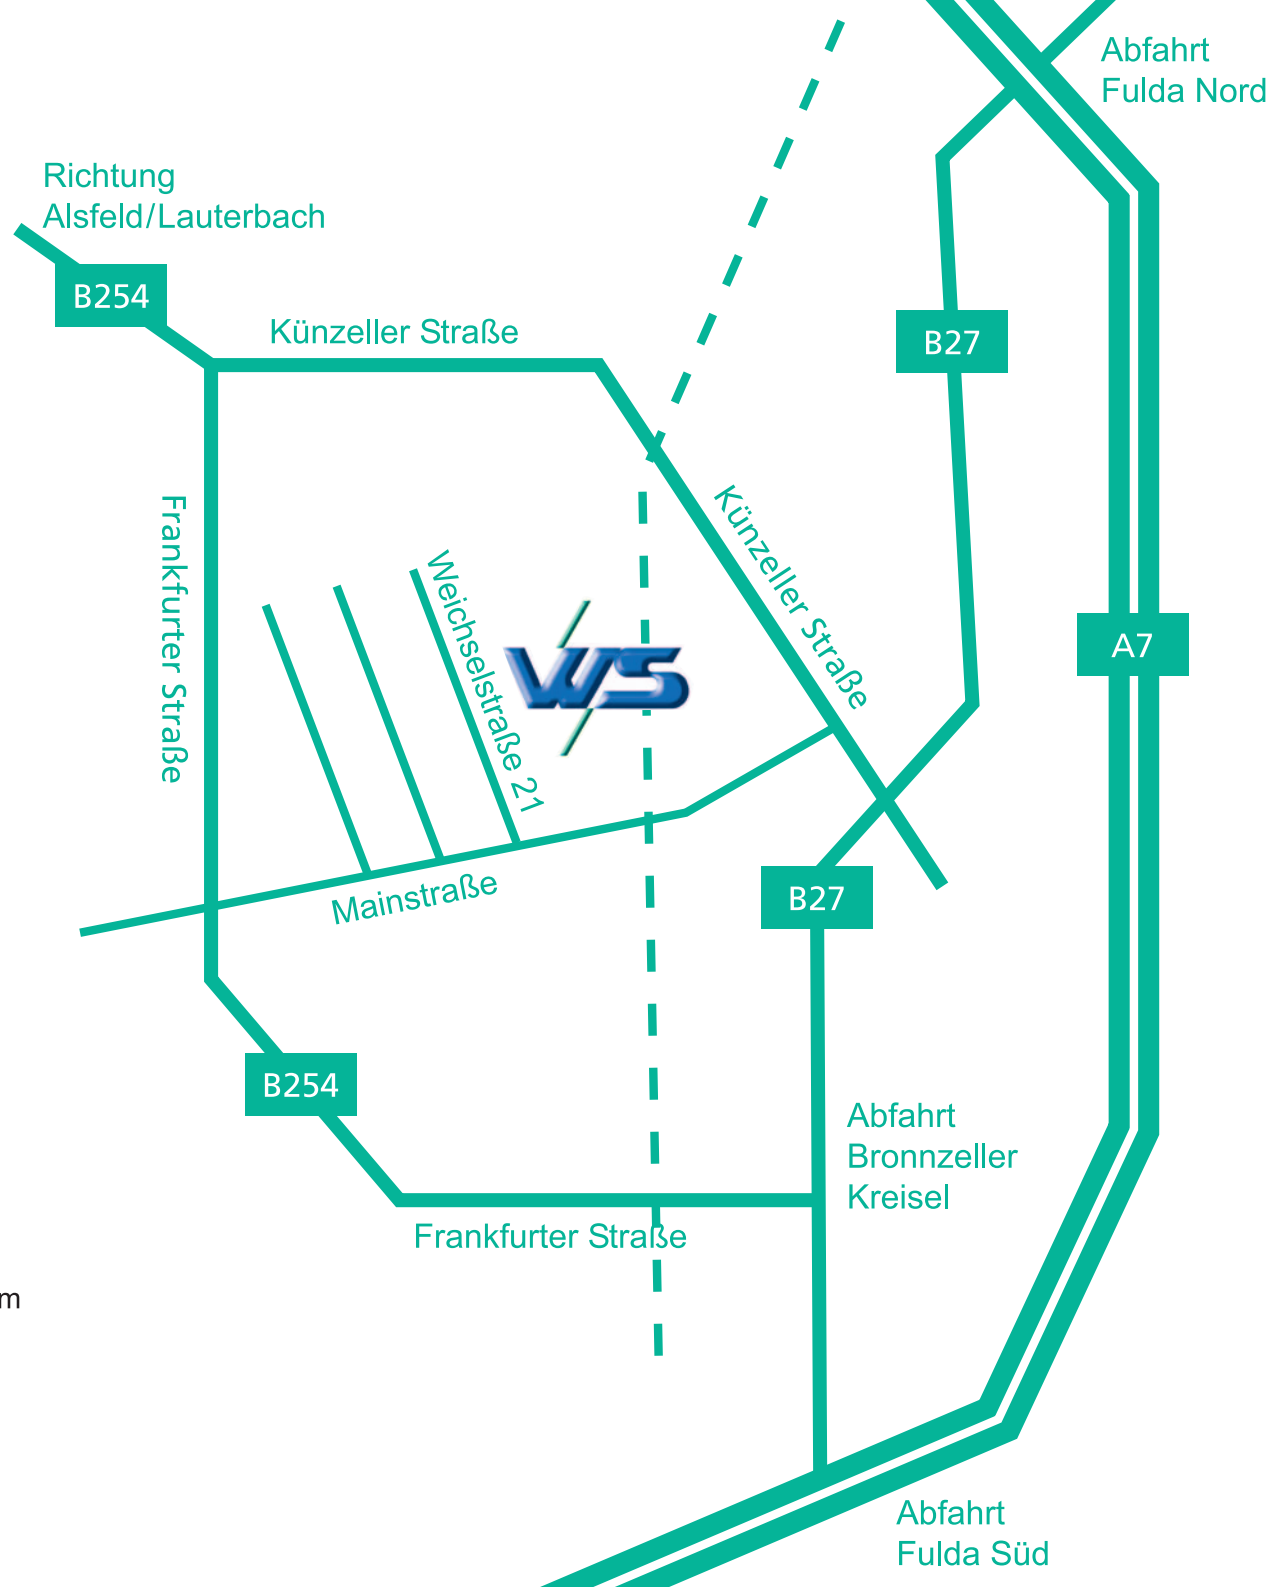 Abfahrt
Fulda Nord
Richtung
Alsfeld/Lauterbach
B254
Künzeller Straße
B27
Frankfurter Straße
Künzeller Straße
Weichselstraße 21
WS
A7
Mainstraße
B27
B254
Abfahrt
Bronnzeller
Kreisel
Frankfurter Straße
m
Abfahrt
Fulda Süd